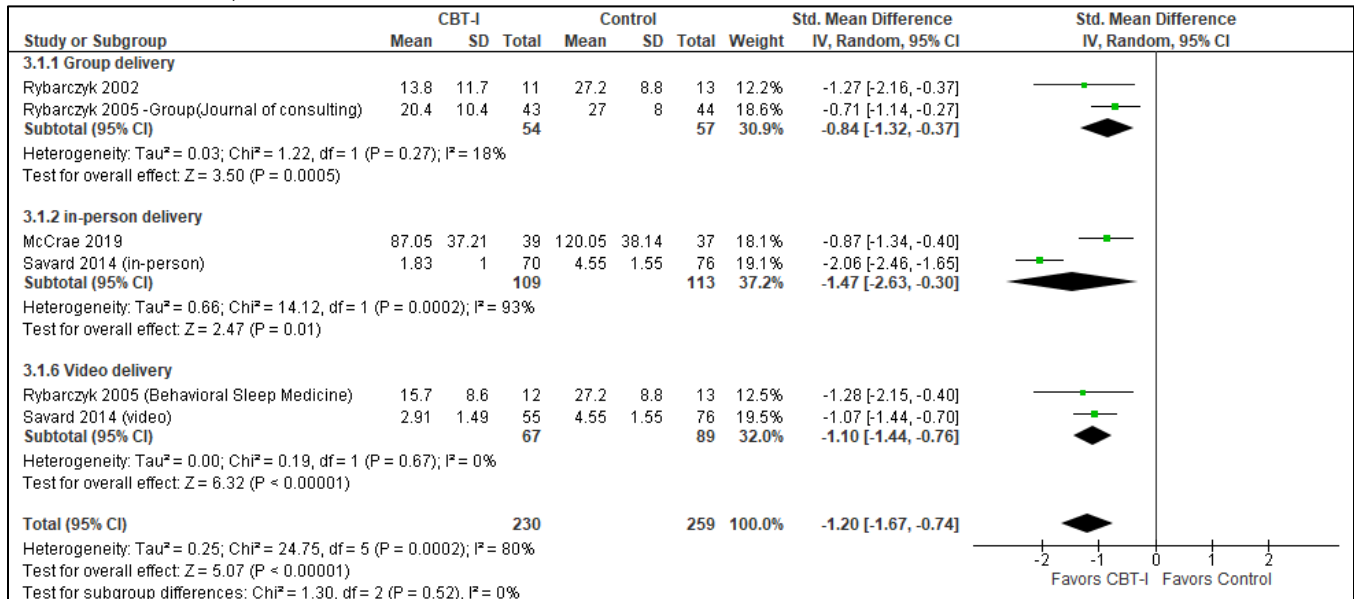 CBT-I Control Std. Mean Difference Std. Mean Difference
Study or Subgroup Mean SD Total Mean SD Total Weight IV, Random, 95% CI IV, Random, 95% CI
3.1.1 Group delivery
Rybarczyk 2002 13.8 11.7 11 27.2 8.8 13 12.2% -1.27 [-2.16, -0.37]
Rybarczyk 2005 -Group(Journal of consulting) 20.4 10.4 43 27 8 44 18.6% -0.71 [-1.14, -0.27]
Subtotal (95% CI) 54 57 30.9% -0.84 [-1.32, -0.37]
Heterogeneity: Tau² = 0.03; Chi² = 1.22, df = 1 (P = 0.27); I² = 18%
Test for overall effect: Z = 3.50 (P = 0.0005)
3.1.2 in-person delivery
McCrae 2019 87.05 37.21 39 120.05 38.14 37 18.1% -0.87 [-1.34, -0.40]
Savard 2014 (in-person) 1.83 1 70 4.55 1.55 76 19.1% -2.06 [-2.46, -1.65]
Subtotal (95% CI) 109 113 37.2% -1.47 [-2.63, -0.30]
Heterogeneity: Tau² = 0.66; Chi² = 14.12, df = 1 (P = 0.0002); I² = 93%
Test for overall effect: Z = 2.47 (P = 0.01)
3.1.6 Video delivery
Rybarczyk 2005 (Behavioral Sleep Medicine) 15.7 8.6 12 27.2 8.8 13 12.5% -1.28 [-2.15, -0.40]
Savard 2014 (video) 2.91 1.49 55 4.55 1.55 76 19.5% -1.07 [-1.44, -0.70]
Subtotal (95% CI) 67 89 32.0% -1.10 [-1.44, -0.76]
Heterogeneity: Tau² = 0.00; Chi² = 0.19, df = 1 (P = 0.67); I² = 0%
Test for overall effect: Z = 6.32 (P < 0.00001)
Total (95% CI) 230 259 100.0% -1.20 [-1.67, -0.74]
Heterogeneity: Tau² = 0.25; Chi² = 24.75, df = 5 (P = 0.0002); I² = 80%
Test for overall effect: Z = 5.07 (P < 0.00001)
Test for subgroup differences: Chi² = 1.30, df = 2 (P = 0.52), I² = 0%
-2 -1 0 1 2
Favors CBT-I Favors Control